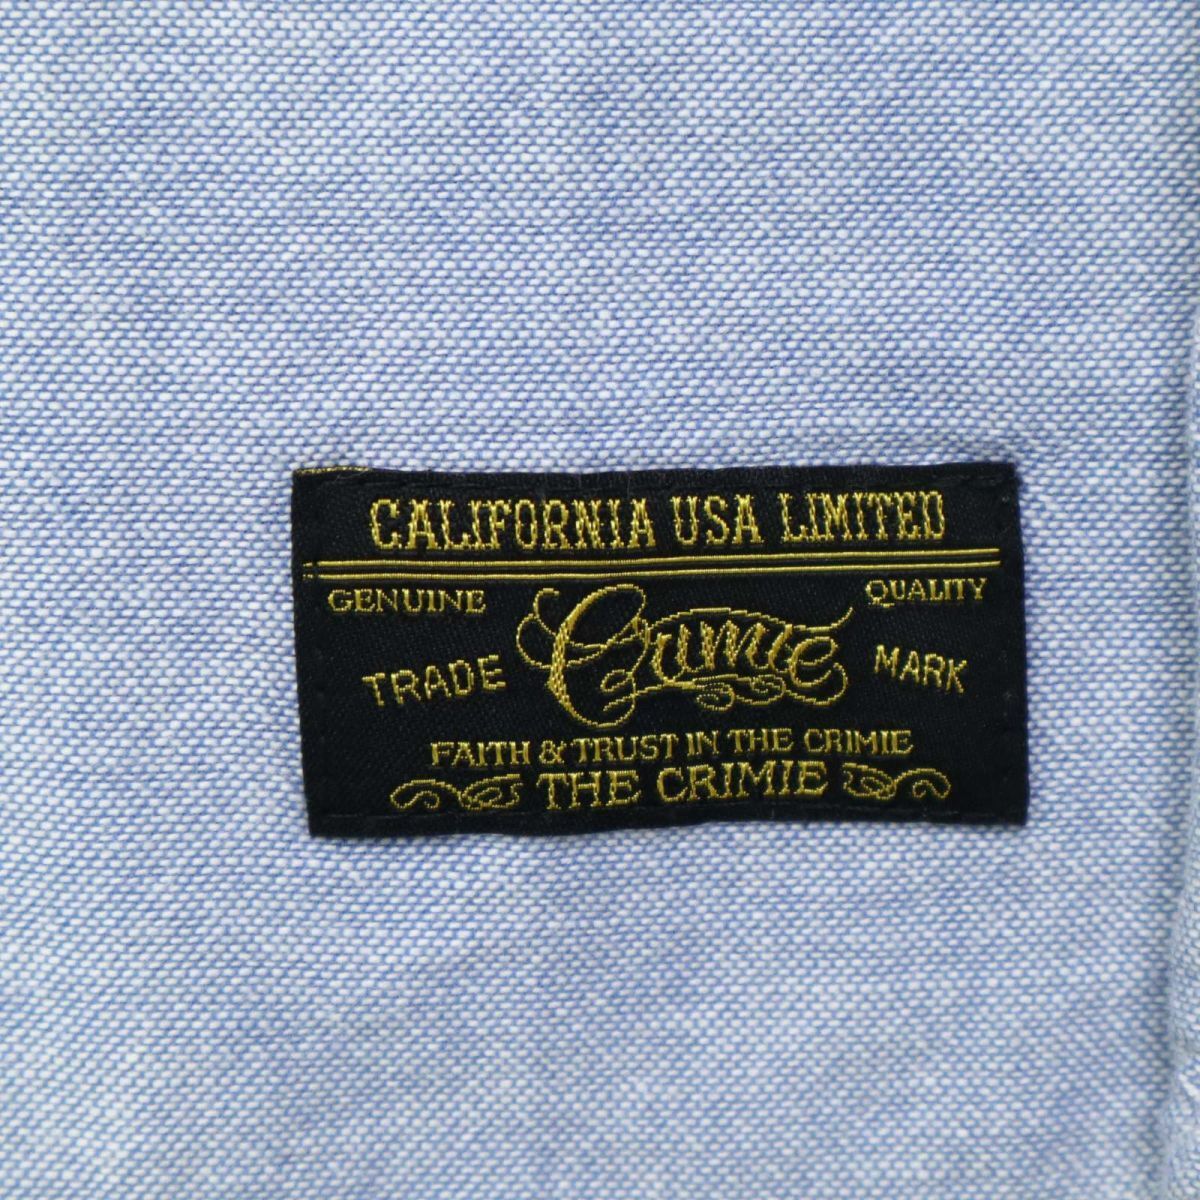 CALIFORNIA USA LIMITED
GENUINE QUALITY
Crimie
TRADE MARK
FAITH & TRUST IN THE CRIMIE
THE CRIMIE